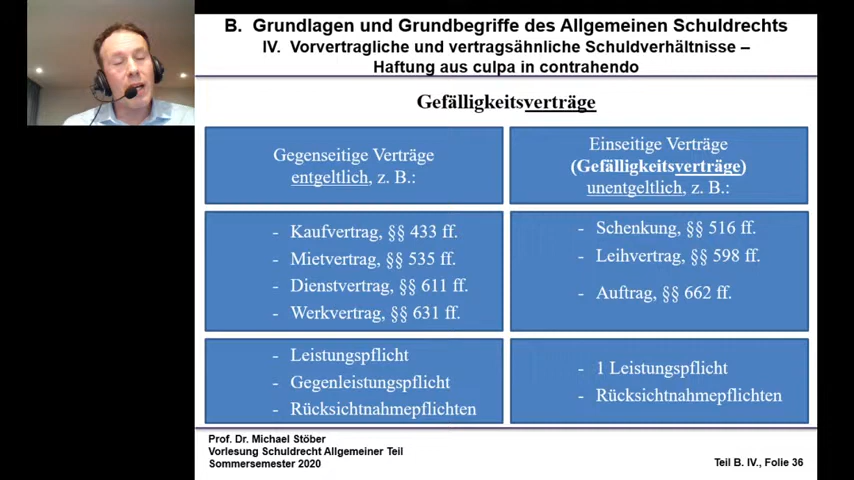 B. Grundlagen und Grundbegriffe des Allgemeinen Schuldrechts
IV. Vorvertragliche und vertragsähnliche Schuldverhältnisse –
Haftung aus culpa in contrahendo
Gefälligkeitsverträge
Gegenseitige Verträge
entgeltlich, z. B.:
Einseitige Verträge
(Gefälligkeitsverträge)
unentgeltlich, z. B.:
- Kaufvertrag, §§ 433 ff.
- Mietvertrag, §§ 535 ff.
- Dienstvertrag, §§ 611 ff.
- Werkvertrag, §§ 631 ff.
- Schenkung, §§ 516 ff.
- Leihvertrag, §§ 598 ff.
- Auftrag, §§ 662 ff.
- Leistungspflicht
- Gegenleistungspflicht
- Rücksichtnahmepflichten
- 1 Leistungspflicht
- Rücksichtnahmepflichten
Prof. Dr. Michael Stöber
Vorlesung Schuldrecht Allgemeiner Teil
Sommersemester 2020
Teil B. IV., Folie 36